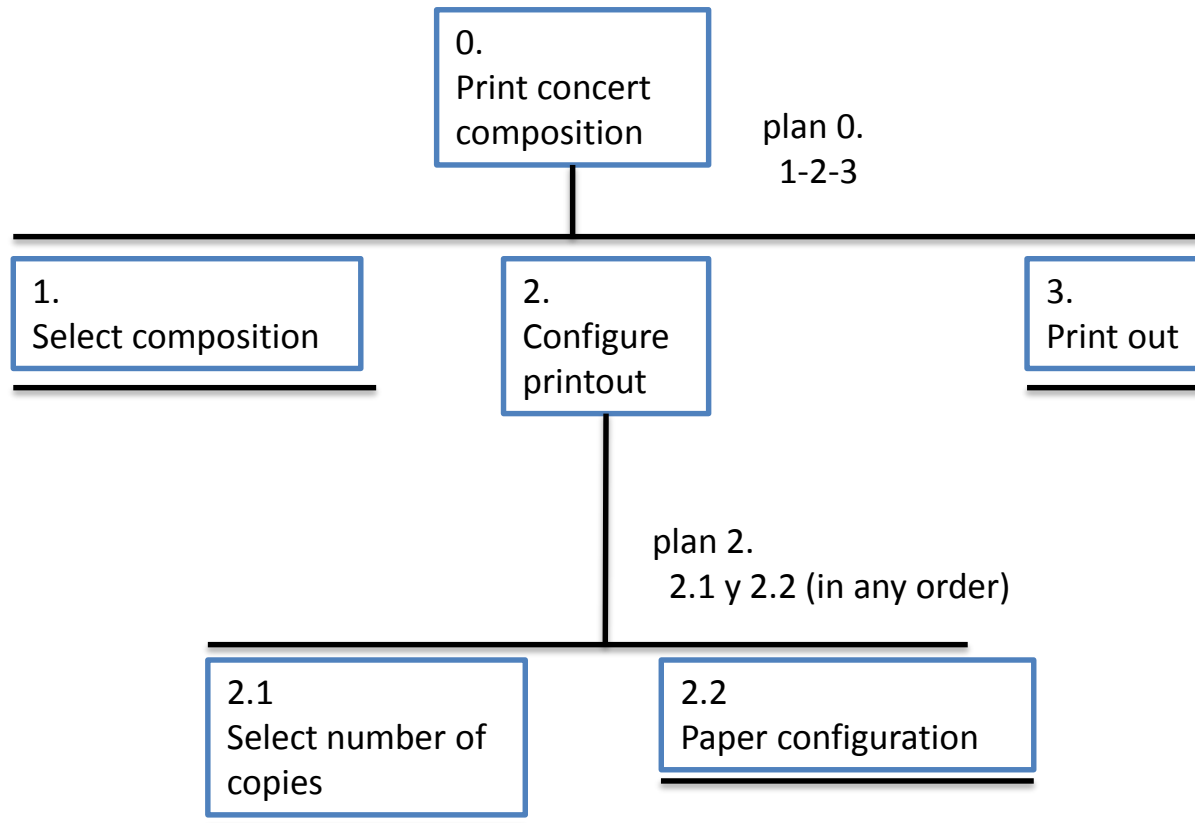 0.
Print concert
composition
plan 0.
1-2-3
1.
Select composition
2.
Configure
printout
3.
Print out
plan 2.
2.1 y 2.2 (in any order)
2.1
Select number of
copies
2.2
Paper configuration